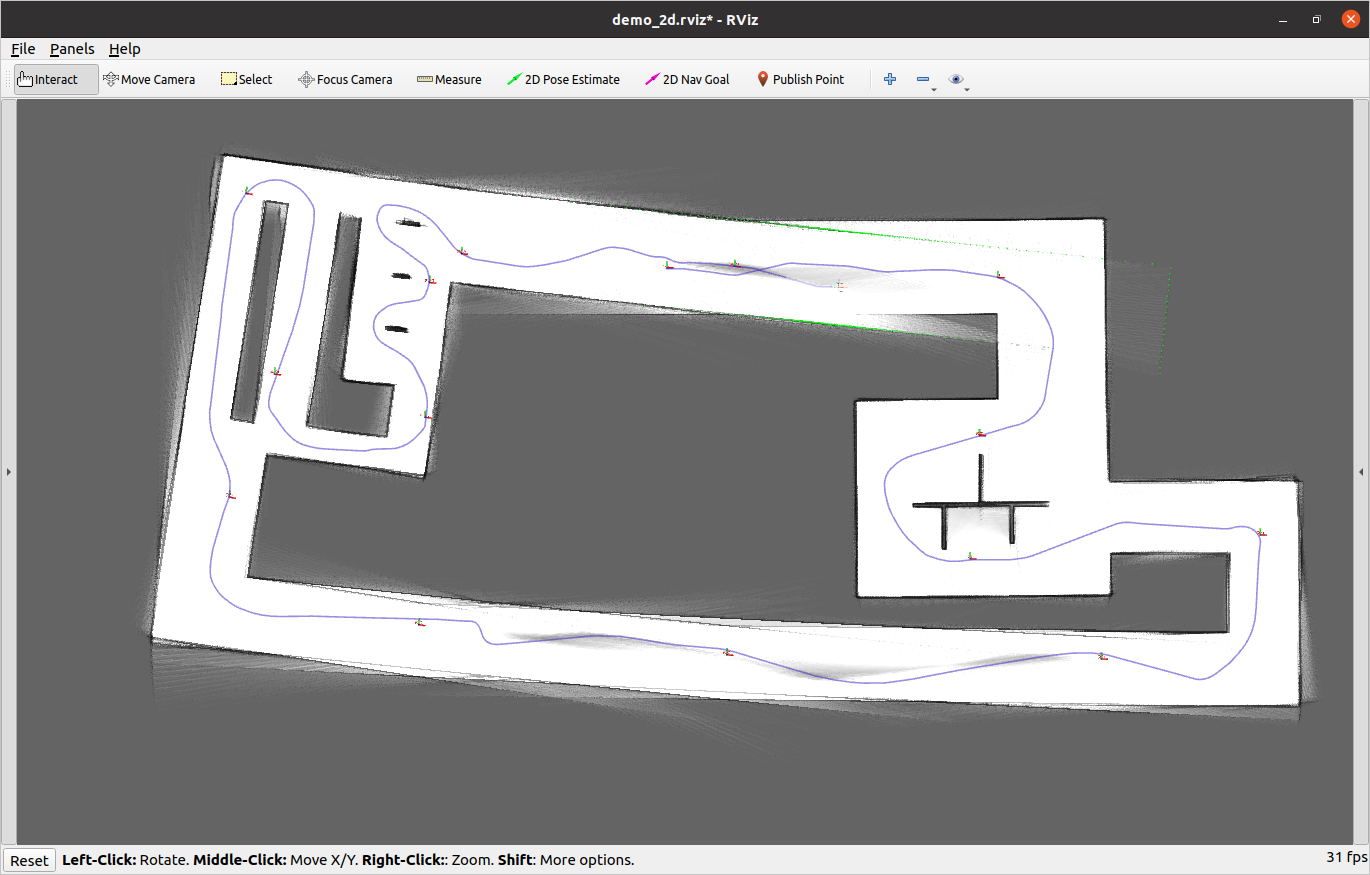 demo_2d.rviz* - RViz
File Panels Help
Interact Move Camera Select Focus Camera Measure 2D Pose Estimate 2D Nav Goal Publish Point
Reset Left-Click: Rotate. Middle-Click: Move X/Y. Right-Click:: Zoom. Shift: More options. 31 fps